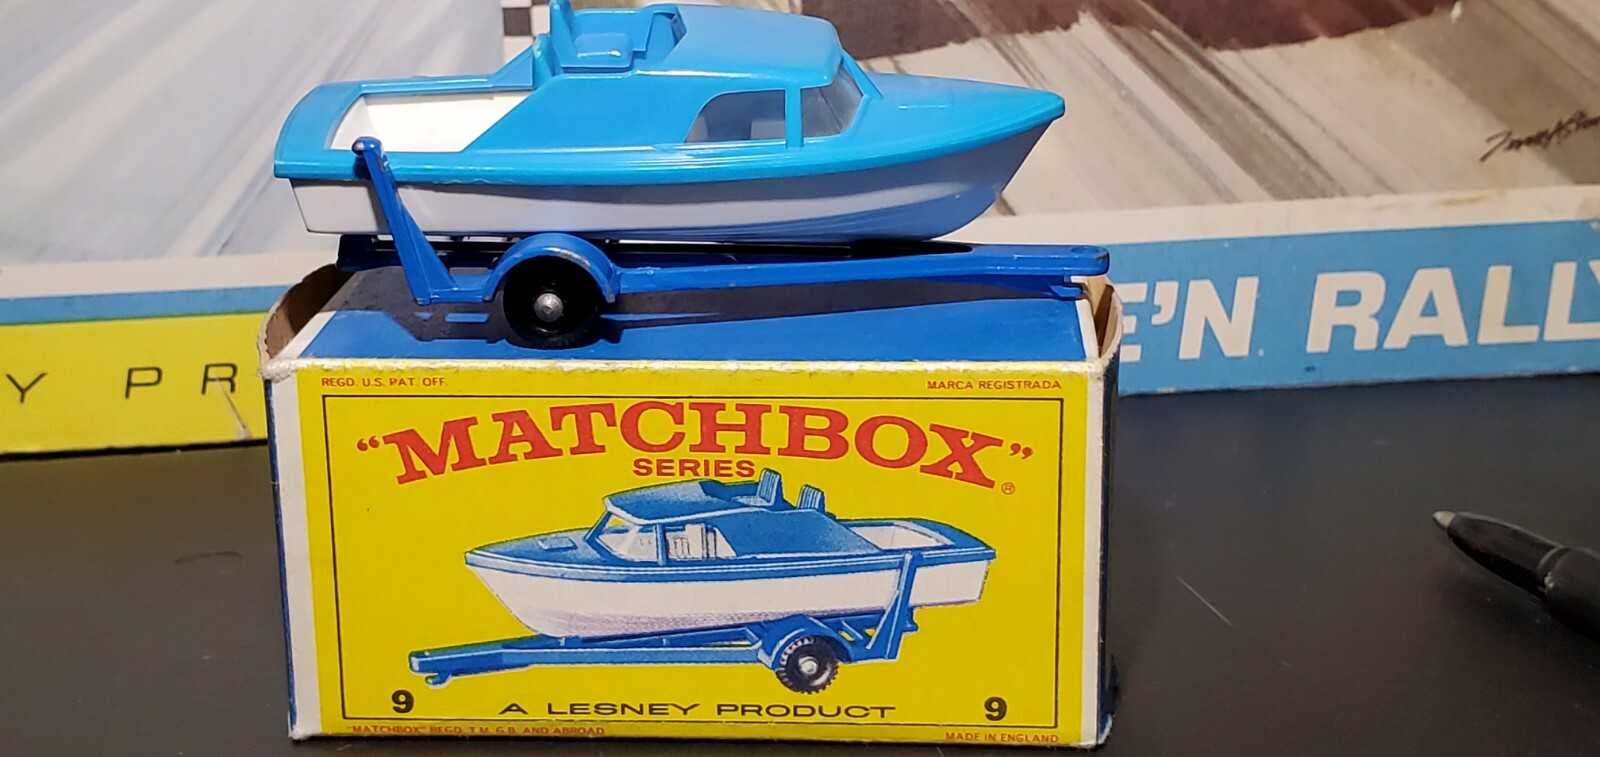 Y PR
E'N RALLY
REGD. U.S. PAT. OFF.
MARCA REGISTRADA
"MATCHBOX"®
SERIES
9
A LESNEY PRODUCT
9
"MATCHBOX" REGD. T.M. G.B. AND ABROAD
MADE IN ENGLAND